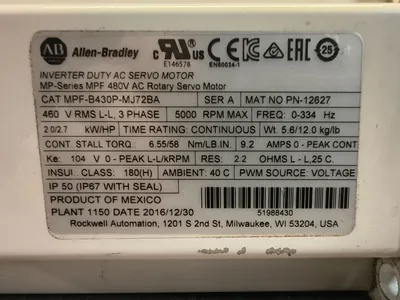 AB Allen-Bradley c UL US CE 25
E146578 EN60034-1
INVERTER DUTY AC SERVO MOTOR
MP-Series MPF 480V AC Rotary Servo Motor
CAT MPF-B430P-MJ72BA SER A MAT NO PN-12627
460 V RMS L-L, 3 PHASE 5000 RPM MAX FREQ: 0-334 Hz
2.0/2.7 kW/HP TIME RATING: CONTINUOUS Wt: 5.6/12.0 kg/lb
CONT STALL TORQ: 6.55/58 Nm/LB.IN. 9.2 AMPS 0 - PEAK CONT
Ke: 104 V 0 - PEAK L-L/kRPM RES: 2.2 OHMS L-L,25 C.
INSUL. CLASS: 180(H) AMBIENT: 40 C PWM SOURCE: VOLTAGE
IP 50 (IP67 WITH SEAL)
PRODUCT OF MEXICO
PLANT 1150 DATE 2016/12/30 51988430
Rockwell Automation, 1201 S 2nd St, Milwaukee, WI 53204, USA